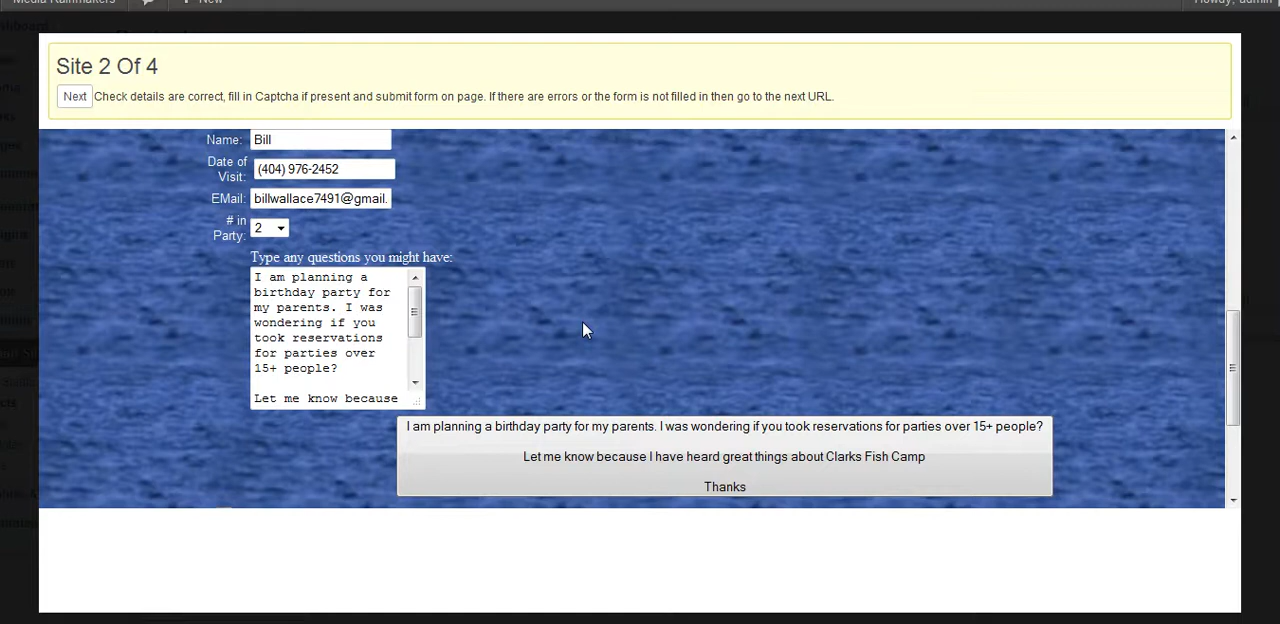 Media Rainmakers
New
Howdy, admin
Site 2 Of 4
Next Check details are correct, fill in Captcha if present and submit form on page. If there are errors or the form is not filled in then go to the next URL.
Name: Bill
Date of Visit: (404) 976-2452
EMail: billwallace7491@gmail.
# in Party: 2
Type any questions you might have:
I am planning a
birthday party for
my parents. I was
wondering if you
took reservations
for parties over
15+ people?
Let me know because
I am planning a birthday party for my parents. I was wondering if you took reservations for parties over 15+ people?
Let me know because I have heard great things about Clarks Fish Camp
Thanks